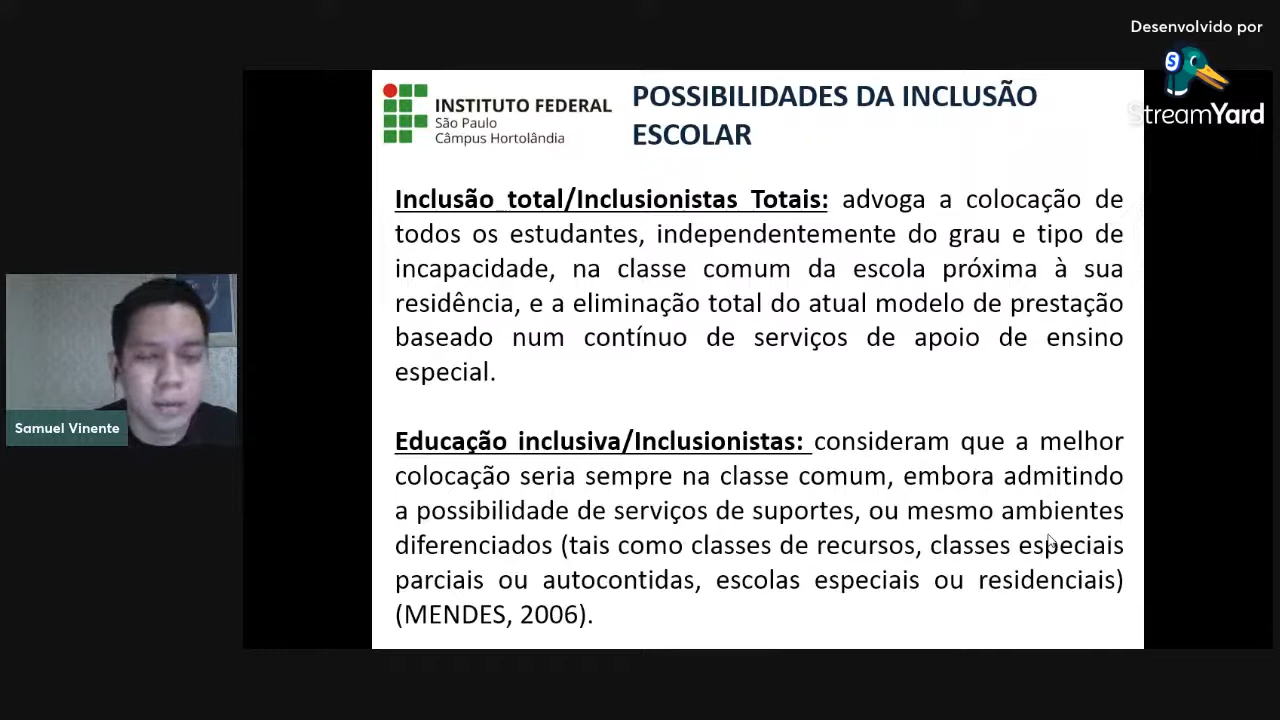 Desenvolvido por
StreamYard
INSTITUTO FEDERAL
São Paulo
Câmpus Hortolândia
POSSIBILIDADES DA INCLUSÃO
ESCOLAR
Inclusão total/Inclusionistas Totais: advoga a colocação de
todos os estudantes, independentemente do grau e tipo de
incapacidade, na classe comum da escola próxima à sua
residência, e a eliminação total do atual modelo de prestação
baseado num contínuo de serviços de apoio de ensino
especial.
Educação inclusiva/Inclusionistas: consideram que a melhor
colocação seria sempre na classe comum, embora admitindo
a possibilidade de serviços de suportes, ou mesmo ambientes
diferenciados (tais como classes de recursos, classes especiais
parciais ou autocontidas, escolas especiais ou residenciais)
(MENDES, 2006).
Samuel Vinente